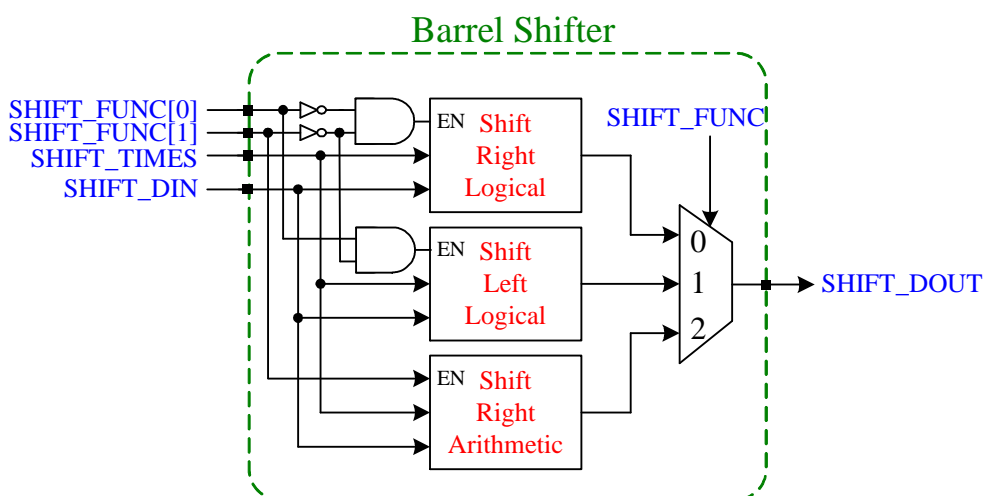 Barrel Shifter
SHIFT_FUNC[0]
SHIFT_FUNC[1]
SHIFT_TIMES
SHIFT_DIN
EN Shift
Right
Logical
EN Shift
Left
Logical
EN Shift
Right
Arithmetic
SHIFT_FUNC
0
1
2
SHIFT_DOUT